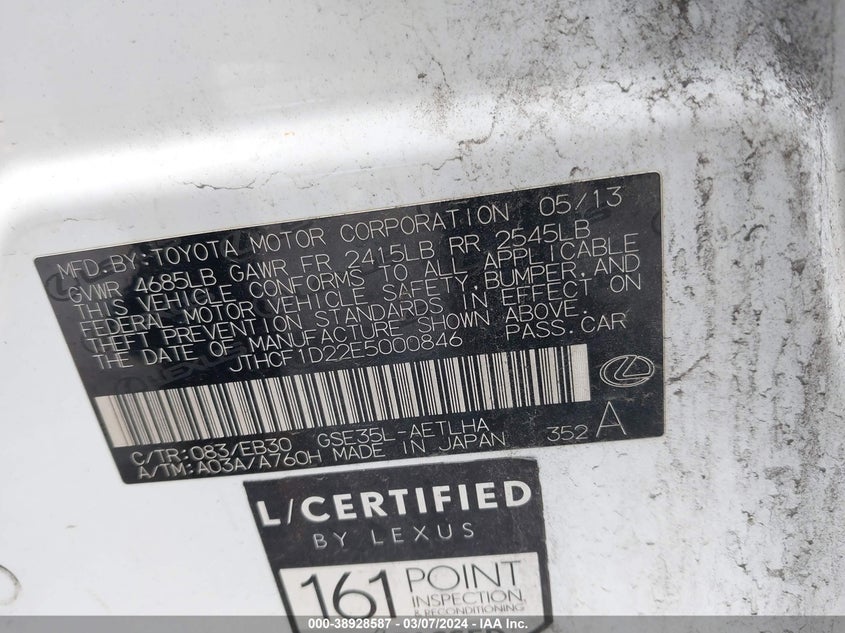 MFD.BY:TOYOTA MOTOR CORPORATION 05/13
GVWR 4685LB GAWR FR 2415LB RR 2545LB
THIS VEHICLE CONFORMS TO ALL APPLICABLE
FEDERAL MOTOR VEHICLE SAFETY,BUMPER,AND
THEFT PREVENTION STANDARDS IN EFFECT ON
THE DATE OF MANUFACTURE SHOWN ABOVE.
JTHCF1D22E5000846 PASS.CAR
C/TR:083/EB30 GSE35L-AETLHA
A/TM:A03A/A760H MADE IN JAPAN 352 A
L/CERTIFIED
BY LEXUS
161 POINT
INSPECTION
& RECONDITIONING
000-38928587 - 03/07/2024 - IAA Inc.